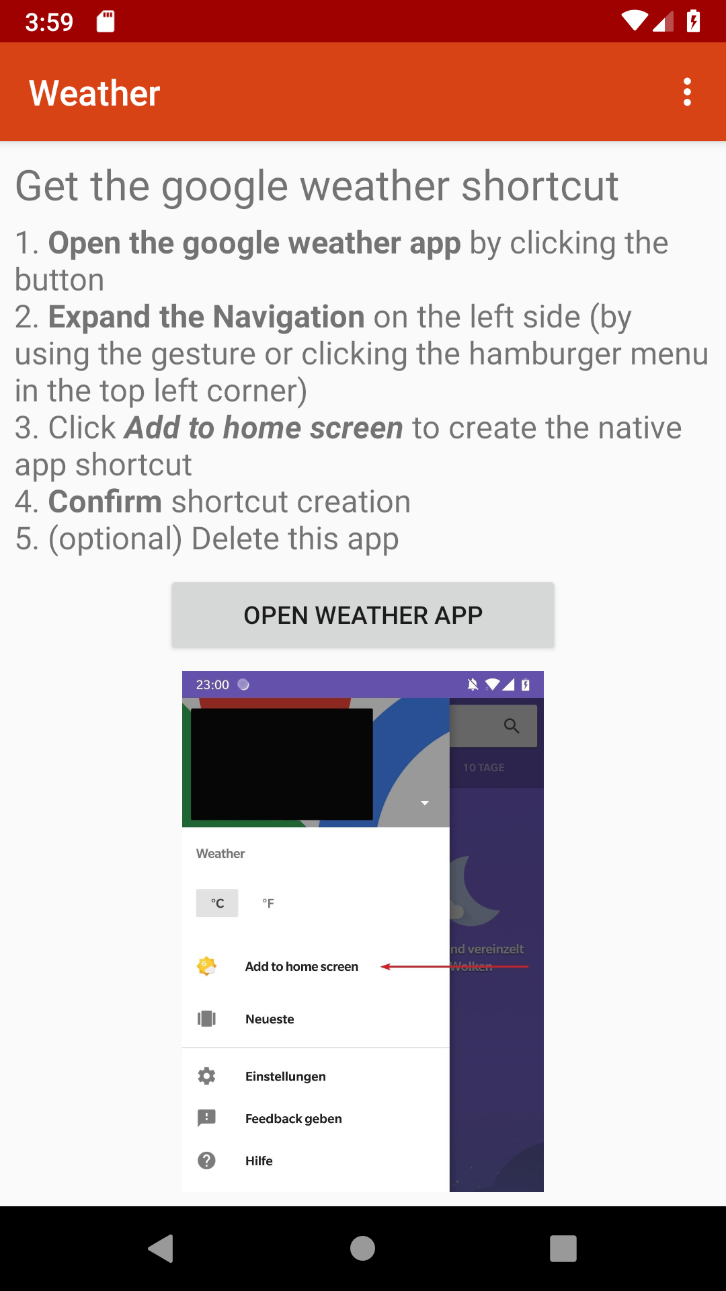 3:59
Weather
Get the google weather shortcut
1. Open the google weather app by clicking the
button
2. Expand the Navigation on the left side (by
using the gesture or clicking the hamburger menu
in the top left corner)
3. Click Add to home screen to create the native
app shortcut
4. Confirm shortcut creation
5. (optional) Delete this app
OPEN WEATHER APP
23:00
10 TAGE
Weather
°C °F
nd vereinzelt
Wolken
Add to home screen
Neueste
Einstellungen
Feedback geben
Hilfe